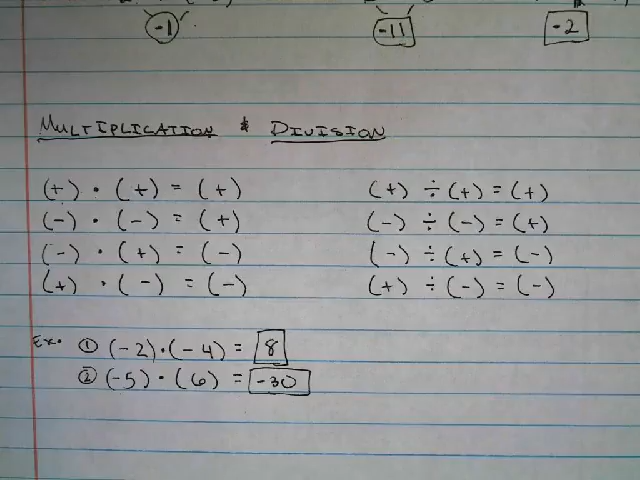 -1 -11 -2
MULTIPLICATION & DIVISION
(+) · (+) = (+) (+) ÷ (+) = (+)
(-) · (-) = (+) (-) ÷ (-) = (+)
(-) · (+) = (-) (-) ÷ (+) = (-)
(+) · (-) = (-) (+) ÷ (-) = (-)
Ex. ① (-2)·(-4) = 8
② (-5) · (6) = -30